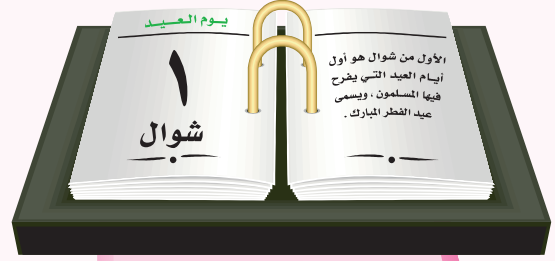 الأول من شوال هو أول
أيام العيد التي يفرح
فيها المسلمون ، ويسمى
عيد الفطر المبارك .
يوم العيد
١
شوال